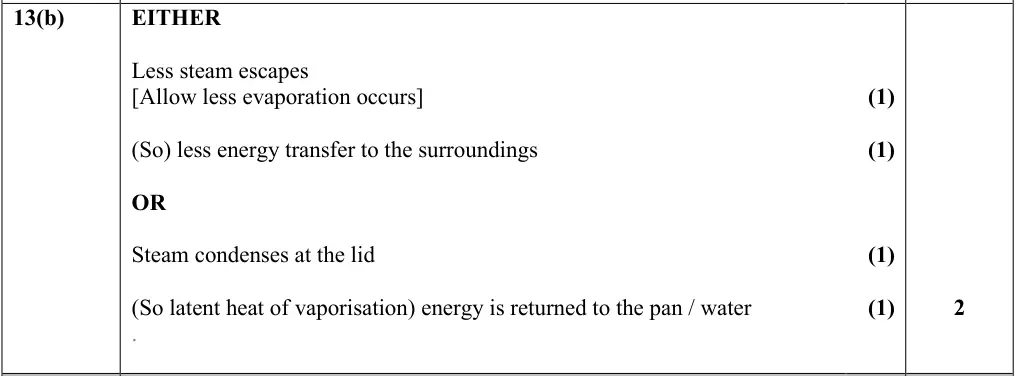 13(b) EITHER
Less steam escapes
[Allow less evaporation occurs] (1)
(So) less energy transfer to the surroundings (1)
OR
Steam condenses at the lid (1)
(So latent heat of vaporisation) energy is returned to the pan / water (1) 2
.